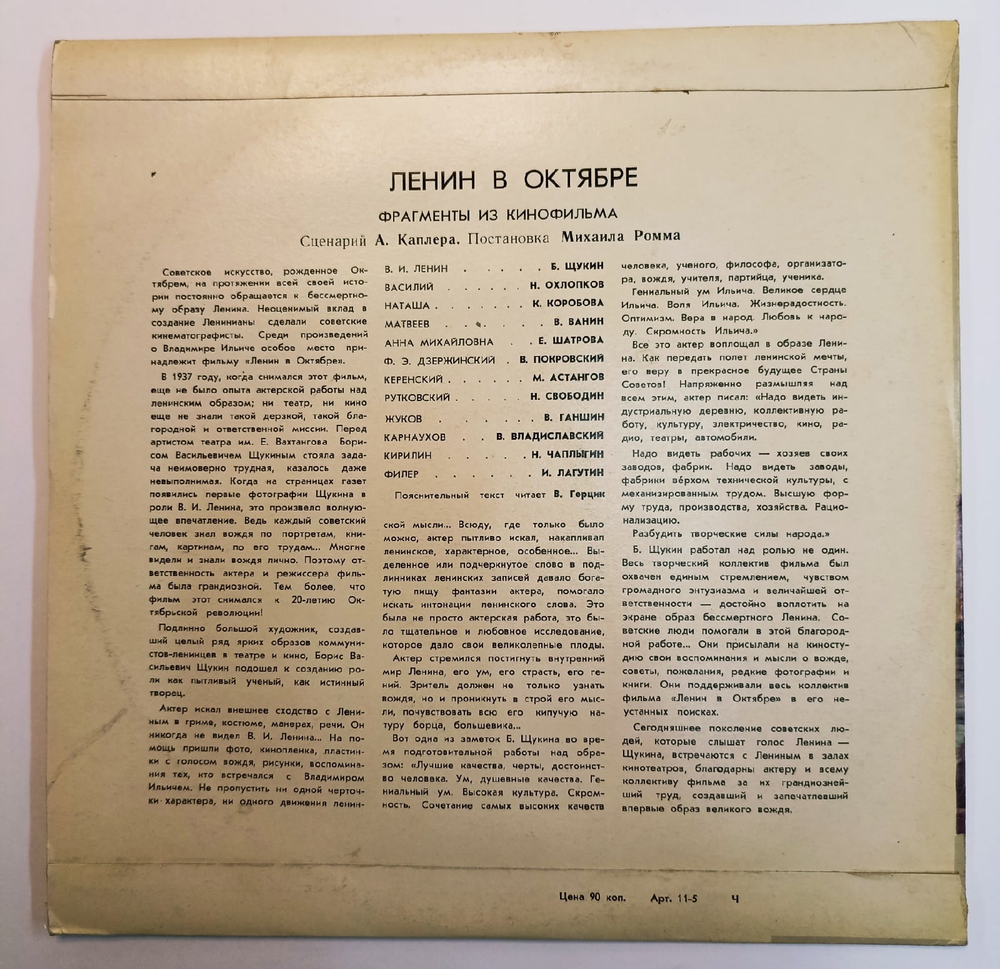 ЛЕНИН В ОКТЯБРЕ
ФРАГМЕНТЫ ИЗ КИНОФИЛЬМА
Сценарий А. Каплера. Постановка Михаила Ромма
Советское искусство, рожденное Ок-
тябрем, на протяжении всей своей исто-
рии постоянно обращается к бессмертно-
му образу Ленина. Неоценимый вклад в
создание Ленинианы сделали советские
кинематографисты. Среди произведений
о Владимире Ильиче особое место при-
надлежит фильму «Ленин в Октябре».
В 1937 году, когда снимался этот фильм,
еще не было опыта актерской работы над
ленинским образом; ни театр, ни кино
еще не знали такой дерзкой, такой бла-
городной и ответственной миссии. Перед
артистом театра им. Е. Вахтангова Бори-
сом Васильевичем Щукиным стояла зада-
ча неимоверно трудная, казалось даже
невыполнимая. Когда на страницах газет
появились первые фотографии Щукина в
роли В. И. Ленина, это произвело волную-
щее впечатление. Ведь каждый советский
человек знал вождя по портретам, кни-
гам, картинам, по его трудам... Многие
видели и знали вождя лично. Поэтому от-
ветственность актера и режиссера филь-
ма была грандиозной. Тем более, что
фильм этот снимался к 20-летию Ок-
тябрьской революции!
Подлинно большой художник, создав-
ший целый ряд ярких образов коммуни-
стов-ленинцев в театре и кино, Борис Ва-
сильевич Щукин подошел к созданию ро-
ли как пытливый ученый, как истинный
творец.
Актер искал внешнее сходство с Лени-
ным в гриме, костюме, манерах, речи. Он
никогда не видел В. И. Ленина... На по-
мощь пришли фото, кинопленка, пластин-
ки с голосом вождя, рисунки, воспомина-
ния тех, кто встречался с Владимиром
Ильичем. Не пропустить ни одной черточ-
ки характера, ни одного движения ленин-
В. И. ЛЕНИН . . . . . Б. ЩУКИН
ВАСИЛИЙ . . . . . . Н. ОХЛОПКОВ
НАТАША . . . . . . К. КОРОБОВА
МАТВЕЕВ . . . . . . В. ВАНИН
АННА МИХАЙЛОВНА . . Е. ШАТРОВА
Ф. Э. ДЗЕРЖИНСКИЙ . В. ПОКРОВСКИЙ
КЕРЕНСКИЙ . . . . . М. АСТАНГОВ
РУТКОВСКИЙ . . . . . Н. СВОБОДИН
ЖУКОВ . . . . . . В. ГАНШИН
КАРНАУХОВ . . В. ВЛАДИСЛАВСКИЙ
КИРИЛИН . . . . . Н. ЧАПЛЫГИН
ФИЛЕР . . . . . . И. ЛАГУТИН
Пояснительный текст читает В. Герцик
ской мысли... Всюду, где только было
можно, актер пытливо искал, накапливал
ленинское, характерное, особенное... Вы-
деленное или подчеркнутое слово в под-
линниках ленинских записей давало бога-
тую пищу фантазии актера, помогало
искать интонации ленинского слова. Это
была не просто актерская работа, это бы-
ло тщательное и любовное исследование,
которое дало свои великолепные плоды.
Актер стремился постигнуть внутренний
мир Ленина, его ум, его страсть, его ге-
ний. Зритель должен не только узнать
вождя, но и проникнуть в строй его мыс-
ли, почувствовать всю его кипучую на-
туру борца, большевика...
Вот одна из заметок Б. Щукина во вре-
мя подготовительной работы над обра-
зом: «Лучшие качества, черты, достоинст-
во человека. Ум, душевные качества. Ге-
ниальный ум. Высокая культура. Скром-
ность. Сочетание самых высоких качеств
человека, ученого, философа, организато-
ра, вождя, учителя, партийца, ученика.
Гениальный ум Ильича. Великое сердце
Ильича. Воля Ильича. Жизнерадостность.
Оптимизм. Вера в народ. Любовь к наро-
ду. Скромность Ильича.»
Все это актер воплощал в образе Лени-
на. Как передать полет ленинской мечты,
его веру в прекрасное будущее Страны
Советов! Напряженно размышляя над
всем этим, актер писал: «Надо видеть ин-
дустриальную деревню, коллективную ра-
боту, культуру, электричество, кино, ра-
дио, театры, автомобили.
Надо видеть рабочих — хозяев своих
заводов, фабрик. Надо видеть заводы,
фабрики верхом технической культуры, с
механизированным трудом. Высшую фор-
му труда, производства, хозяйства. Рацио-
нализацию.
Разбудить творческие силы народа.»
Б. Щукин работал над ролью не один.
Весь творческий коллектив фильма был
охвачен единым стремлением, чувством
громадного энтузиазма и величайшей от-
ветственности — достойно воплотить на
экране образ бессмертного Ленина. Со-
ветские люди помогали в этой благород-
ной работе... Они присылали на киносту-
дию свои воспоминания и мысли о вожде,
советы, пожелания, редкие фотографии и
книги. Они поддерживали весь коллектив
фильма «Ленин в Октябре» в его не-
устанных поисках.
Сегодняшнее поколение советских лю-
дей, которые слышат голос Ленина —
Щукина, встречаются с Лениным в залах
кинотеатров, благодарны актеру и всему
коллективу фильма за их грандиозней-
ший труд, создавший и запечатлевший
впервые образ великого вождя.
Цена 90 коп. Арт. 11-5 Ч